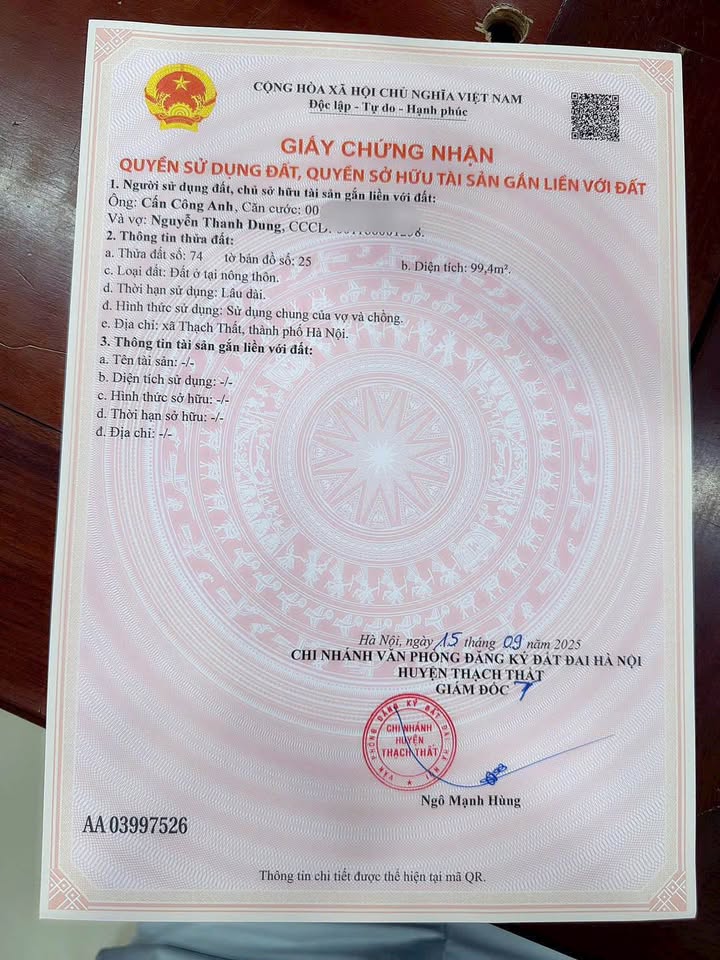 CỘNG HÒA XÃ HỘI CHỦ NGHĨA VIỆT NAM
Độc lập - Tự do - Hạnh phúc
GIẤY CHỨNG NHẬN
QUYỀN SỬ DỤNG ĐẤT, QUYỀN SỞ HỮU TÀI SẢN GẮN LIỀN VỚI ĐẤT
1. Người sử dụng đất, chủ sở hữu tài sản gắn liền với đất:
Ông: Cấn Công Anh, Căn cước: 00
Và vợ: Nguyễn Thanh Dung, CCCD:
2. Thông tin thửa đất:
a. Thửa đất số: 74 tờ bản đồ số: 25 b. Diện tích: 99,4m².
c. Loại đất: Đất ở tại nông thôn.
d. Thời hạn sử dụng: Lâu dài.
đ. Hình thức sử dụng: Sử dụng chung của vợ và chồng.
e. Địa chỉ: xã Thạch Thất, thành phố Hà Nội.
3. Thông tin tài sản gắn liền với đất:
a. Tên tài sản: -/-
b. Diện tích sử dụng: -/-
c. Hình thức sở hữu: -/-
d. Thời hạn sở hữu: -/-
đ. Địa chỉ: -/-
Hà Nội, ngày 15 tháng 09 năm 2025
CHI NHÁNH VĂN PHÒNG ĐĂNG KÝ ĐẤT ĐAI HÀ NỘI
HUYỆN THẠCH THẤT
GIÁM ĐỐC
VĂN PHÒNG ĐĂNG KÝ ĐẤT ĐAI HÀ NỘI
CHI NHÁNH
HUYỆN
THẠCH THẤT
Ngô Mạnh Hùng
AA 03997526
Thông tin chi tiết được thể hiện tại mã QR.